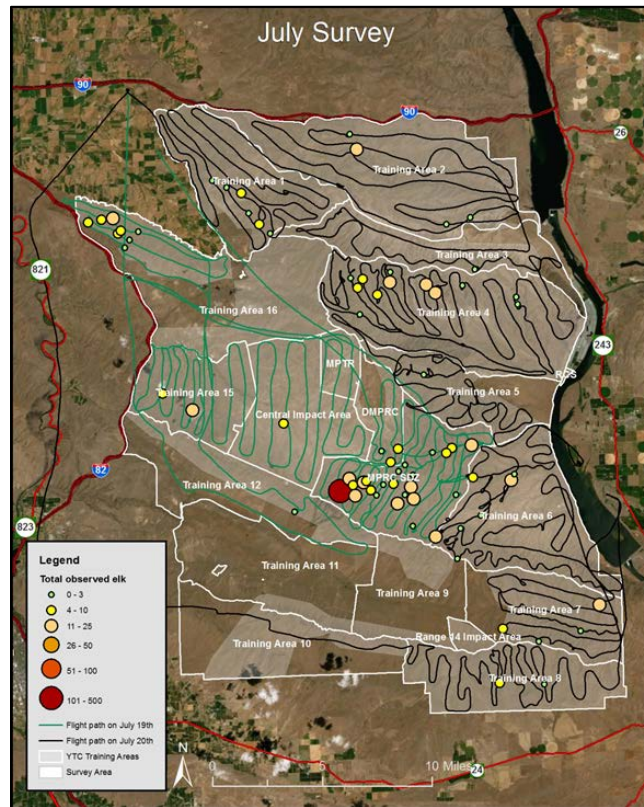 July Survey
90
90
26
Training Area 1
Training Area 2
Training Area 3
821
Training Area 16
Training Area 4
243
MPTR
RCS
Training Area 15
Training Area 5
Central Impact Area
DMPRC
82
Training Area 12
MPRC SDZ
823
Training Area 6
Training Area 11
Training Area 9
Training Area 7
Training Area 10
Range 14 Impact Area
Training Area 8
Legend
Total observed elk
0 - 3
4 - 10
11 - 25
26 - 50
51 - 100
101 - 500
Flight path on July 19th
Flight path on July 20th
YTC Training Areas
Survey Area
N
0 5 10 Miles
24